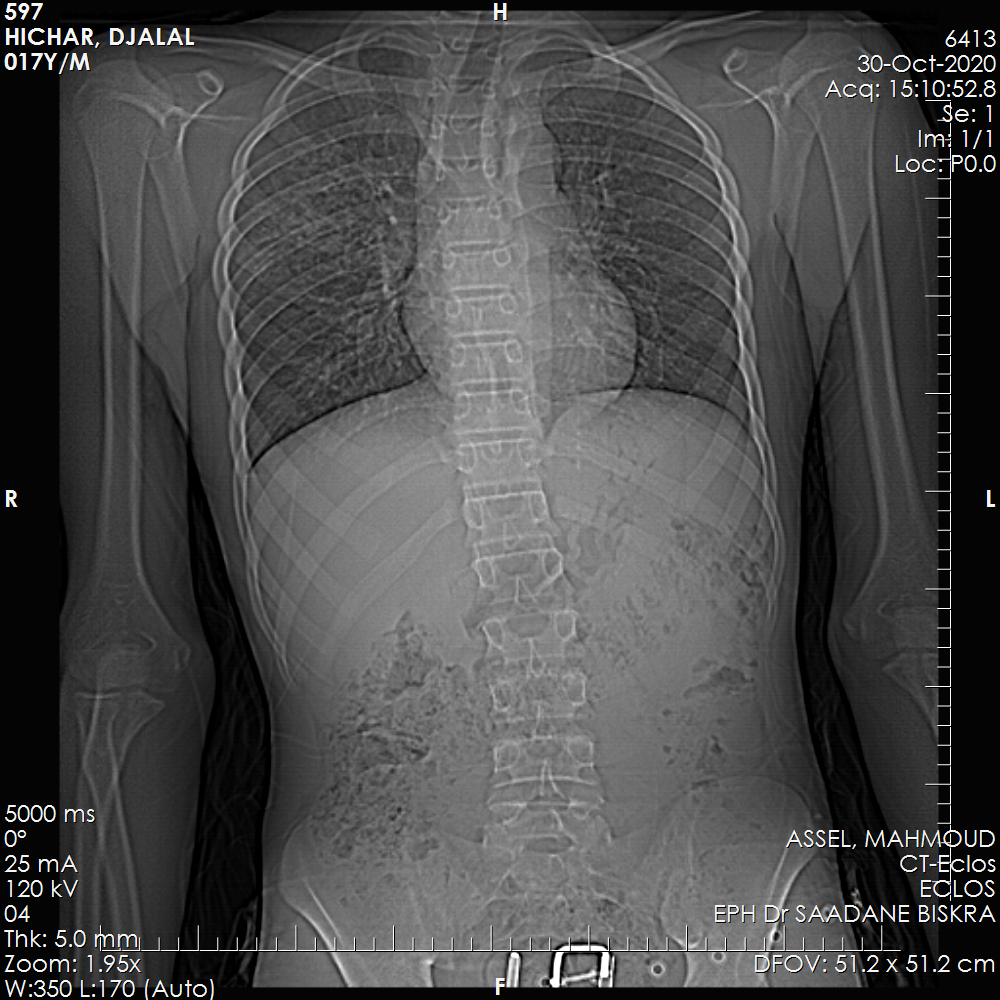 597
HICHAR, DJALAL
017Y/M
H
6413
30-Oct-2020
Acq: 15:10:52.8
Se: 1
Im: 1/1
Loc: P0.0
R
L
5000 ms
0°
25 mA
120 kV
04
Thk: 5.0 mm
Zoom: 1.95x
W:350 L:170 (Auto)
ASSEL, MAHMOUD
CT-Eclos
ECLOS
EPH Dr SAADANE BISKRA
DFOV: 51.2 x 51.2 cm
F